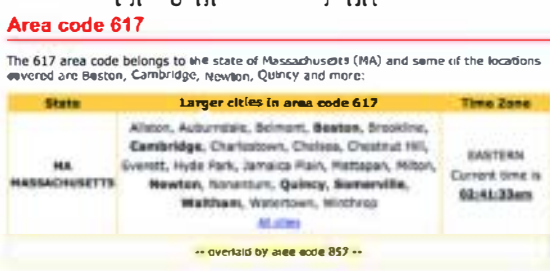 Area code 617
The 617 area code belongs to the state of Massachusetts (MA) and some of the locations
covered are Boston, Cambridge, Newton, Quincy and more:
State Larger cities in area code 617 Time Zone
Allston, Auburndale, Belmont, Boston, Brookline,
Cambridge, Charlestown, Chelsea, Chestnut Hill,
Everett, Hyde Park, Jamaica Plain, Mattapan, Milton,
Newton, Nonantum, Quincy, Somerville,
Waltham, Watertown, Winthrop
All cities
MA
MASSACHUSETTS
EASTERN
Current time is
02:41:33am
-- overlaid by area code 857 --